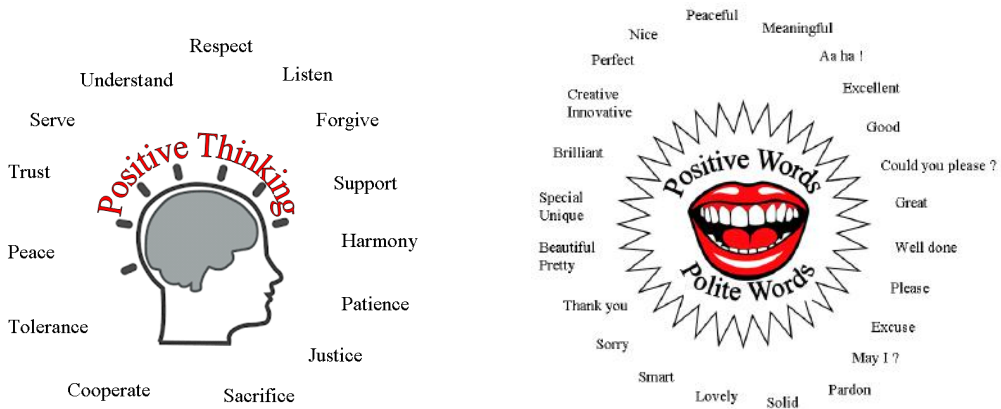 Respect
Understand
Listen
Serve
Forgive
Positive Thinking
Trust
Support
Harmony
Peace
Patience
Tolerance
Justice
Cooperate
Sacrifice
Peaceful
Meaningful
Nice
Aa ha !
Perfect
Excellent
Creative
Innovative
Good
Brilliant
Positive Words
Could you please ?
Special
Unique
Great
Beautiful
Pretty
Well done
Polite Words
Please
Thank you
Excuse
Sorry
May I ?
Smart
Pardon
Lovely
Solid